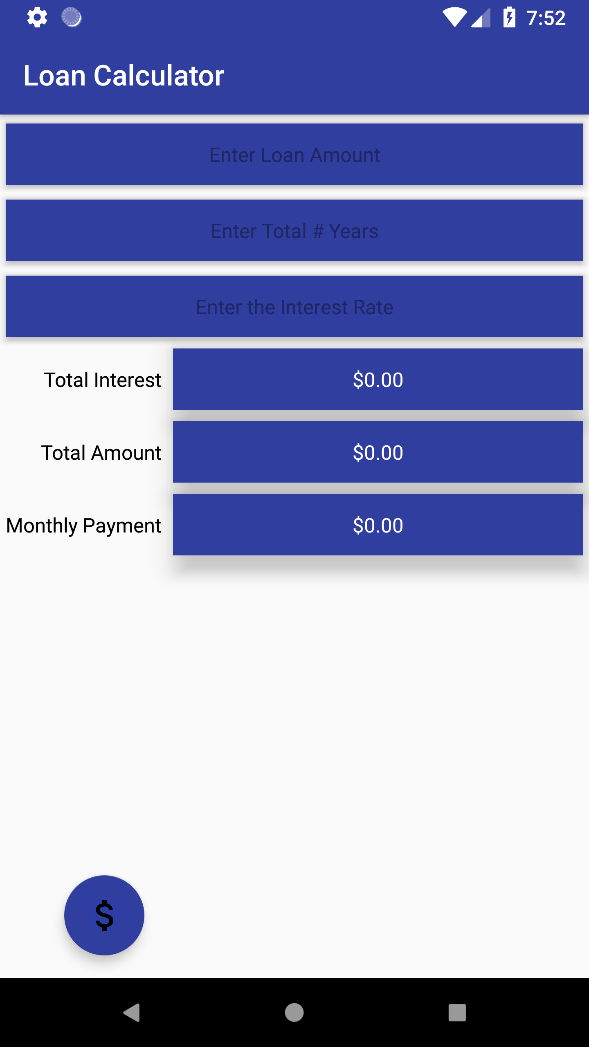 7:52
Loan Calculator
Enter Loan Amount
Enter Total # Years
Enter the Interest Rate
Total Interest $0.00
Total Amount $0.00
Monthly Payment $0.00
$